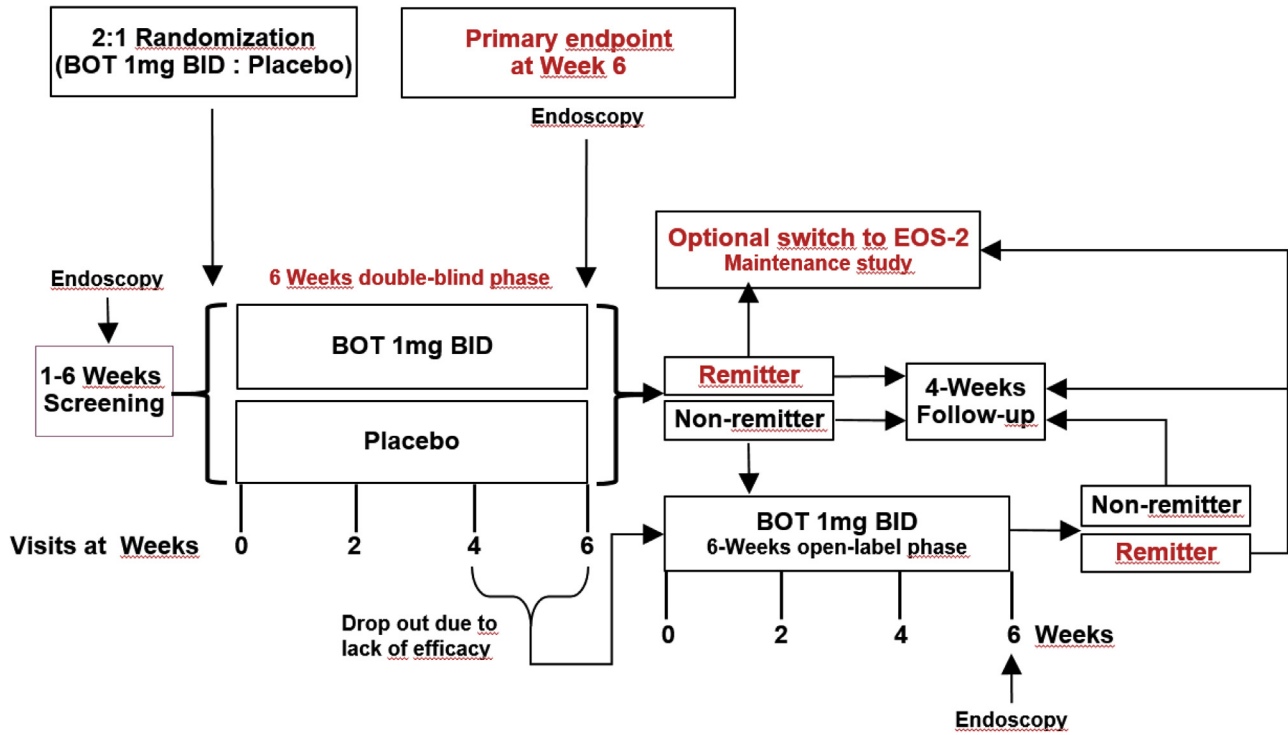 2:1 Randomization
(BOT 1mg BID : Placebo)
Primary endpoint
at Week 6
Endoscopy
Optional switch to EOS-2
Maintenance study
Endoscopy
6 Weeks double-blind phase
1-6 Weeks
Screening
BOT 1mg BID
Placebo
Remitter
Non-remitter
4-Weeks
Follow-up
Visits at Weeks 0 2 4 6
BOT 1mg BID
6-Weeks open-label phase
Non-remitter
Remitter
Drop out due to
lack of efficacy
0 2 4 6 Weeks
Endoscopy